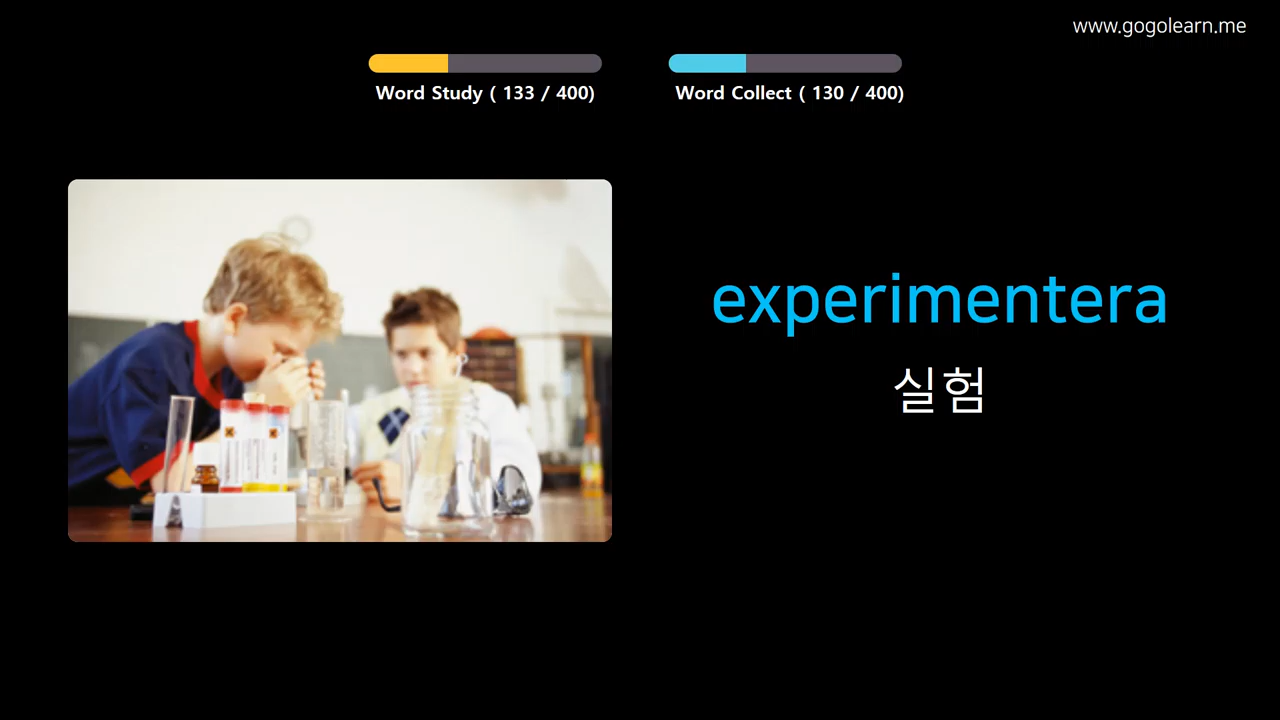 www.gogolearn.me
Word Study ( 133 / 400)
Word Collect ( 130 / 400)
experimentera
실험